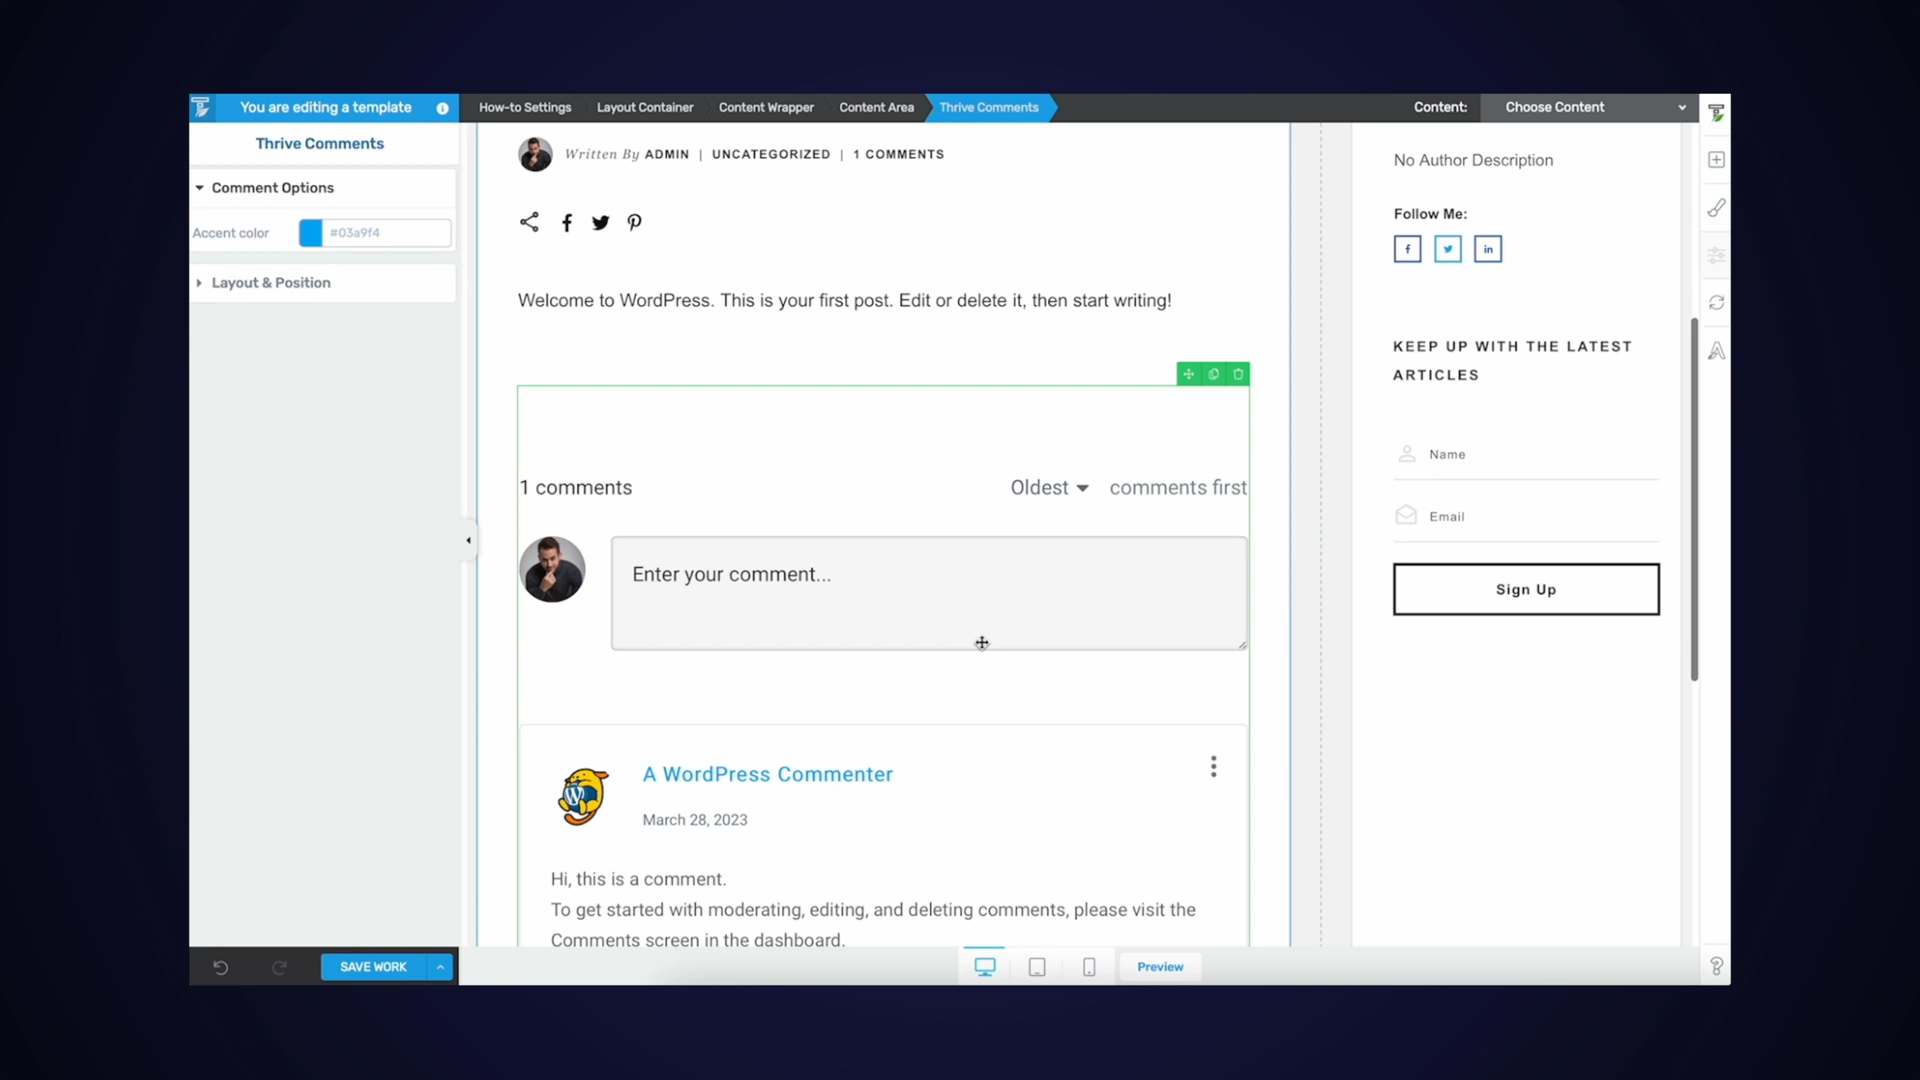 You are editing a template
How-to Settings
Layout Container
Content Wrapper
Content Area
Thrive Comments
Content:
Choose Content
Thrive Comments
Comment Options
Accent color
#03a9f4
Layout & Position
Written By ADMIN | UNCATEGORIZED | 1 COMMENTS
Welcome to WordPress. This is your first post. Edit or delete it, then start writing!
1 comments
Oldest
comments first
Enter your comment...
A WordPress Commenter
March 28, 2023
Hi, this is a comment.
To get started with moderating, editing, and deleting comments, please visit the
Comments screen in the dashboard.
No Author Description
Follow Me:
KEEP UP WITH THE LATEST
ARTICLES
Name
Email
Sign Up
SAVE WORK
Preview